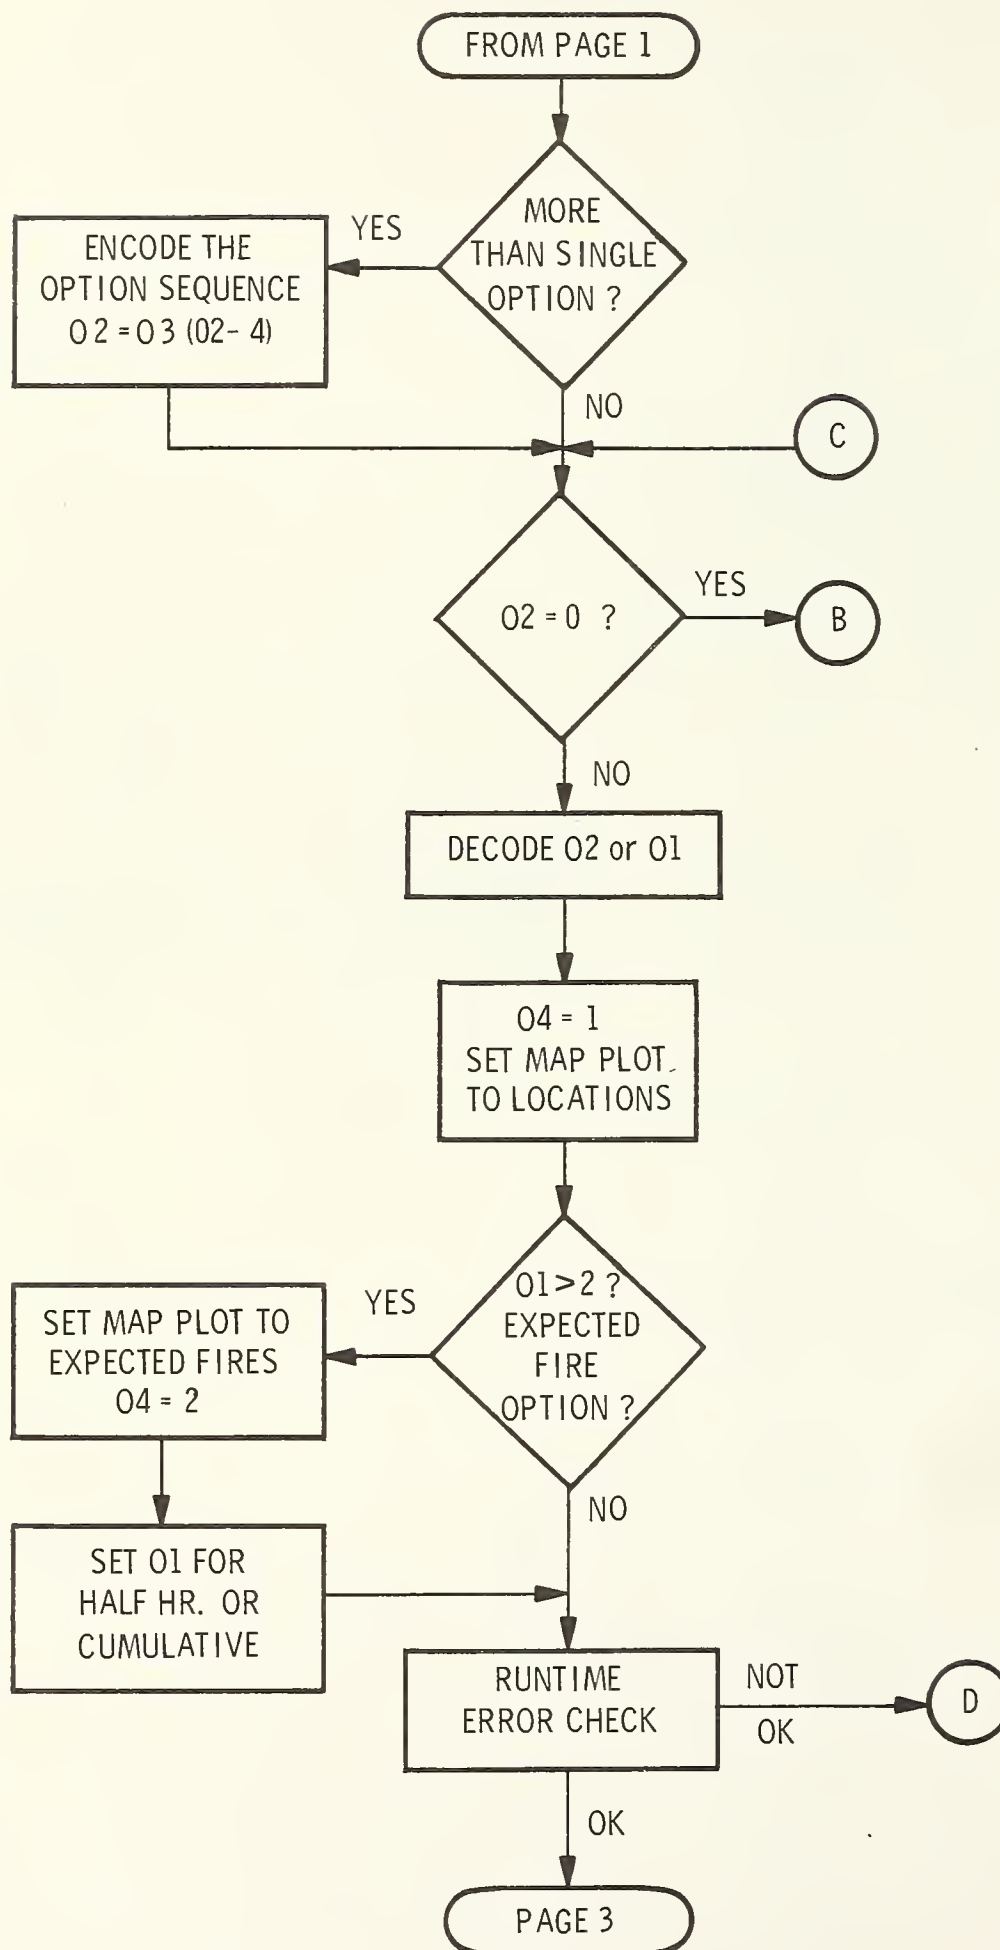 FROM PAGE 1
MORE
THAN SINGLE
OPTION ?
YES
ENCODE THE
OPTION SEQUENCE
O2 = O3 (O2- 4)
NO
C
O2 = 0 ?
YES
B
NO
DECODE O2 or O1
O4 = 1
SET MAP PLOT
TO LOCATIONS
O1 > 2 ?
EXPECTED
FIRE
OPTION ?
YES
SET MAP PLOT TO
EXPECTED FIRES
O4 = 2
SET O1 FOR
HALF HR. OR
CUMULATIVE
NO
RUNTIME
ERROR CHECK
NOT
OK
D
OK
PAGE 3